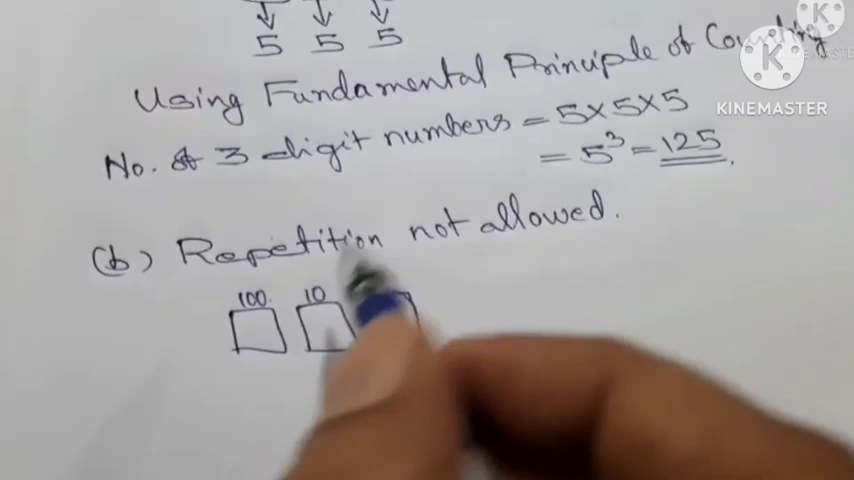 5 5 5
Using Fundamental Principle of Counting
No. of 3 digit numbers = 5×5×5
= 5³ = 125.
(b) Repetition not allowed.
100 10
K
KINEMASTER
K